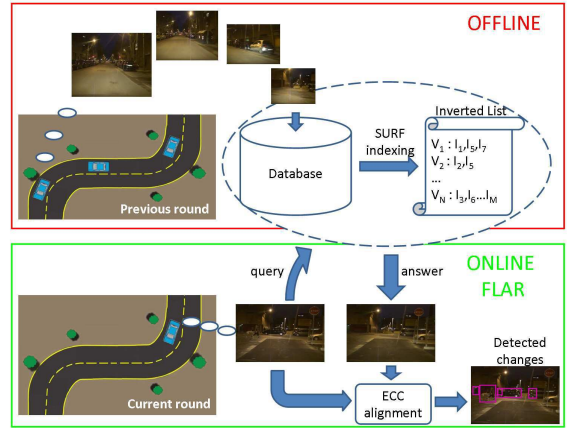 OFFLINE
Inverted List
SURF
indexing
V1 : I1,I5,I7
V2 : I2,I5
...
VN : I3,I6...IM
Database
Previous round
ONLINE
FLAR
query
answer
Detected
changes
ECC
alignment
Current round